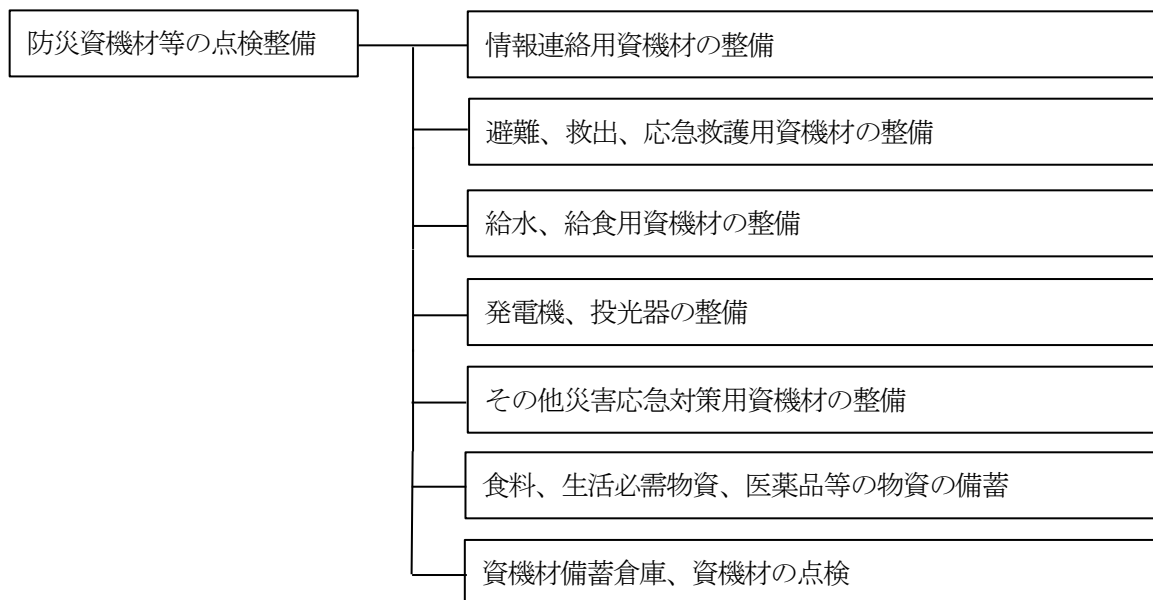 防災資機材等の点検整備
情報連絡用資機材の整備
避難、救出、応急救護用資機材の整備
給水、給食用資機材の整備
発電機、投光器の整備
その他災害応急対策用資機材の整備
食料、生活必需物資、医薬品等の物資の備蓄
資機材備蓄倉庫、資機材の点検